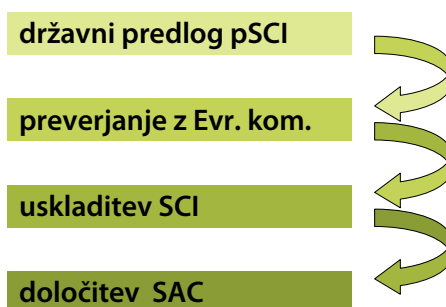 državni predlog pSCI
preverjanje z Evr. kom.
uskladitev SCI
določitev SAC